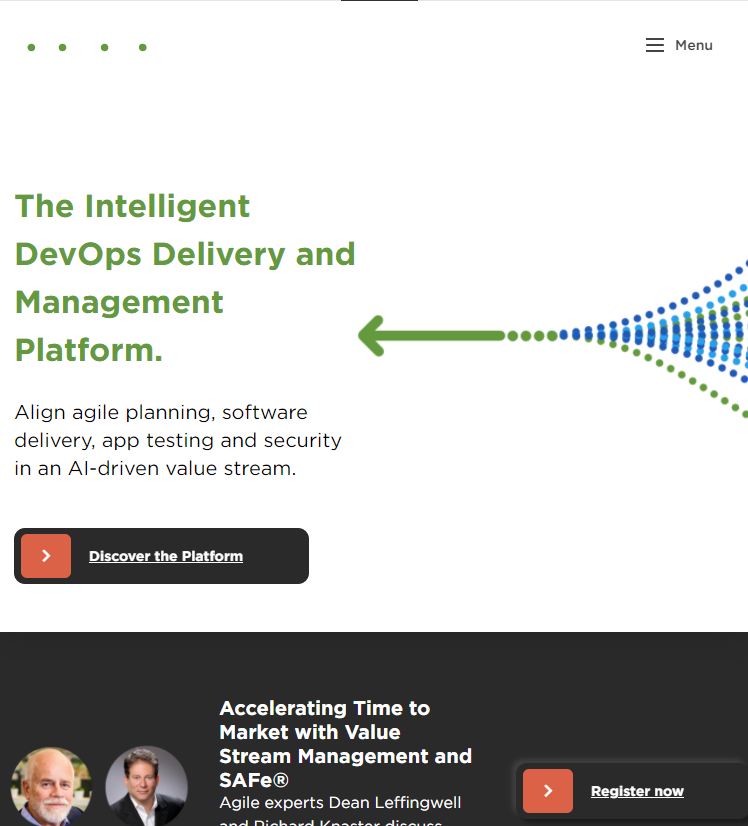 Menu
The Intelligent
DevOps Delivery and
Management
Platform.
Align agile planning, software
delivery, app testing and security
in an AI-driven value stream.
Discover the Platform
Accelerating Time to
Market with Value
Stream Management and
SAFe®
Agile experts Dean Leffingwell
and Richard Knaster discuss
Register now